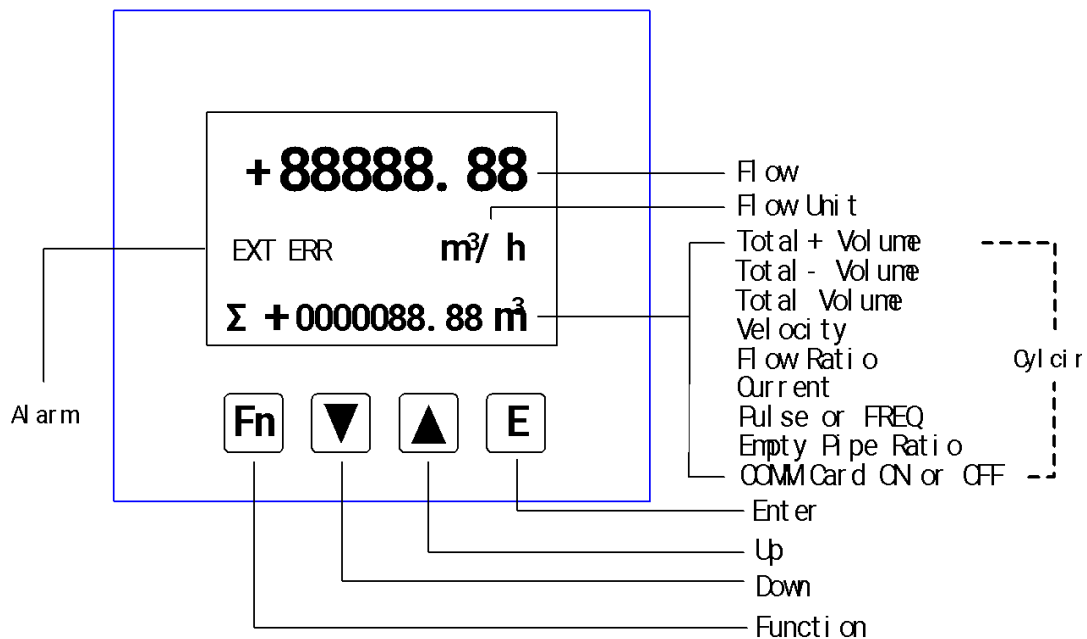 +88888.88
EXT ERR m³/h
Σ +0000088.88 m³
Alarm
Fn ▼ ▲ E
Flow
Flow Unit
Total + Volume
Total - Volume
Total Volume
Velocity
Flow Ratio
Current
Pulse or FREQ
Empty Pipe Ratio
COMM Card ON or OFF
Cylcin
Enter
Up
Down
Function